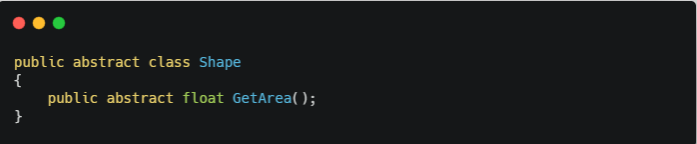 public abstract class Shape
{
    public abstract float GetArea();
}